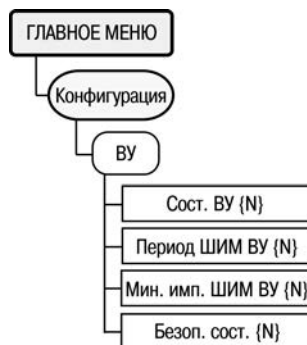 ГЛАВНОЕ МЕНЮ
Конфигурация
ВУ
Сост. ВУ {N}
Период ШИМ ВУ {N}
Мин. имп. ШИМ ВУ {N}
Безоп. сост. {N}